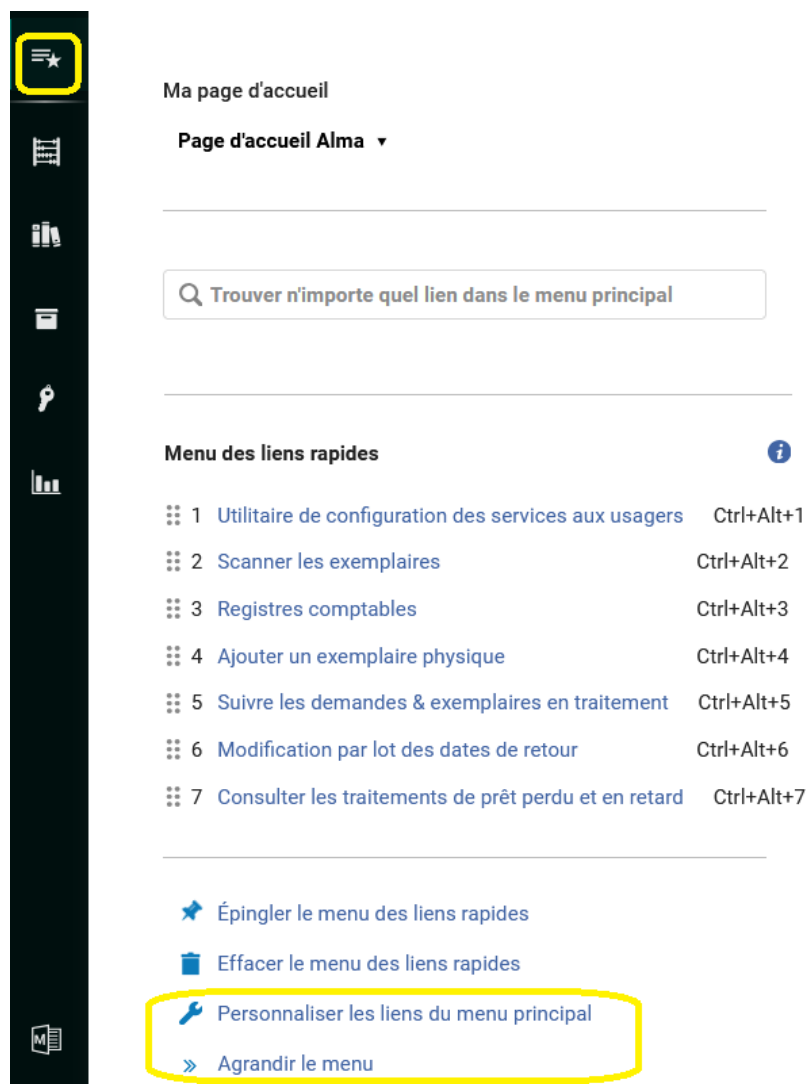 Ma page d'accueil
Page d'accueil Alma
Trouver n'importe quel lien dans le menu principal
Menu des liens rapides
1 Utilitaire de configuration des services aux usagers Ctrl+Alt+1
2 Scanner les exemplaires Ctrl+Alt+2
3 Registres comptables Ctrl+Alt+3
4 Ajouter un exemplaire physique Ctrl+Alt+4
5 Suivre les demandes & exemplaires en traitement Ctrl+Alt+5
6 Modification par lot des dates de retour Ctrl+Alt+6
7 Consulter les traitements de prêt perdu et en retard Ctrl+Alt+7
Épingler le menu des liens rapides
Effacer le menu des liens rapides
Personnaliser les liens du menu principal
M
Agrandir le menu